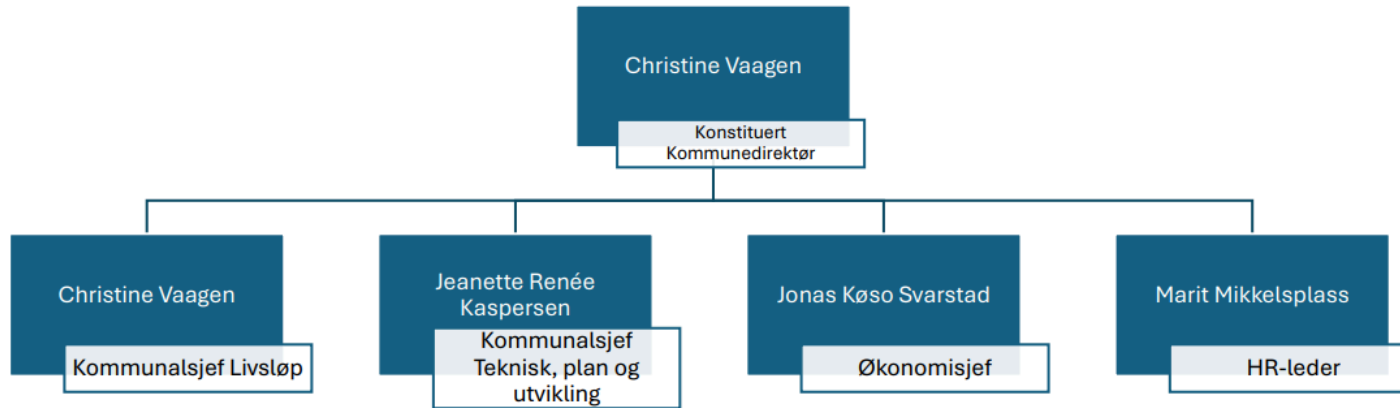 Christine Vaagen
Konstituert
Kommunedirektør
Christine Vaagen
Kommunalsjef Livsløp
Jeanette Renée
Kaspersen
Kommunalsjef
Teknisk, plan og
utvikling
Jonas Køso Svarstad
Økonomisjef
Marit Mikkelsplass
HR-leder